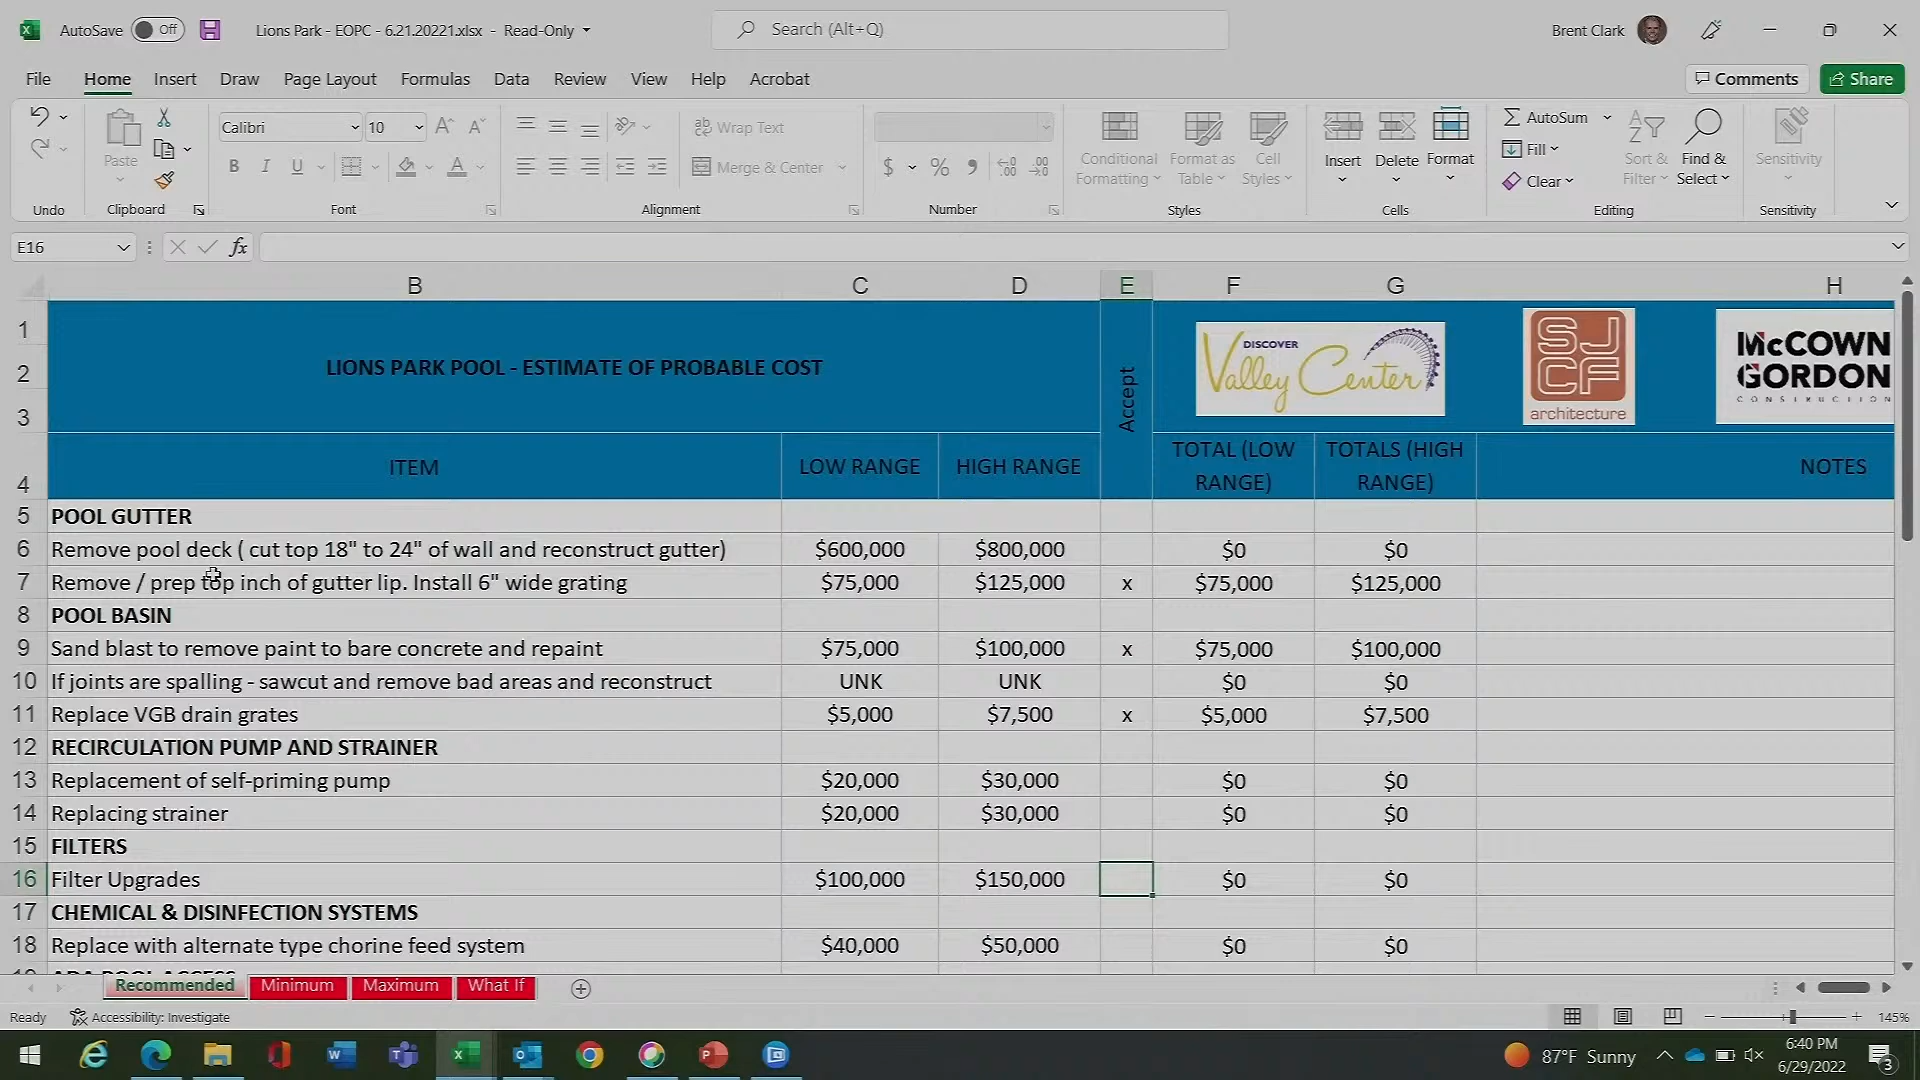 AutoSave Off Lions Park - EOPC - 6.21.20221.xlsx - Read-Only Search (Alt+Q) Brent Clark
File Home Insert Draw Page Layout Formulas Data Review View Help Acrobat Comments Share
Calibri 10 Wrap Text AutoSum
Paste Conditional Formatting Format as Table Cell Styles Insert Delete Format Fill Sort & Filter Find & Select Sensitivity
B I U Merge & Center $ % Clear
Undo Clipboard Font Alignment Number Styles Cells Editing Sensitivity
E16 fx
B C D E F G H
1
2 LIONS PARK POOL - ESTIMATE OF PROBABLE COST Accept DISCOVER Valley Center SJCF architecture McCOWN GORDON CONSTRUCTION
3
4 ITEM LOW RANGE HIGH RANGE TOTAL (LOW RANGE) TOTALS (HIGH RANGE) NOTES
5 POOL GUTTER
6 Remove pool deck ( cut top 18" to 24" of wall and reconstruct gutter) $600,000 $800,000 $0 $0
7 Remove / prep top inch of gutter lip. Install 6" wide grating $75,000 $125,000 x $75,000 $125,000
8 POOL BASIN
9 Sand blast to remove paint to bare concrete and repaint $75,000 $100,000 x $75,000 $100,000
10 If joints are spalling - sawcut and remove bad areas and reconstruct UNK UNK $0 $0
11 Replace VGB drain grates $5,000 $7,500 x $5,000 $7,500
12 RECIRCULATION PUMP AND STRAINER
13 Replacement of self-priming pump $20,000 $30,000 $0 $0
14 Replacing strainer $20,000 $30,000 $0 $0
15 FILTERS
16 Filter Upgrades $100,000 $150,000 $0 $0
17 CHEMICAL & DISINFECTION SYSTEMS
18 Replace with alternate type chorine feed system $40,000 $50,000 $0 $0
19 ADA POOL ACCESS
Recommended Minimum Maximum What If
Ready Accessibility: Investigate 145%
87°F Sunny 6:40 PM
6/29/2022 3